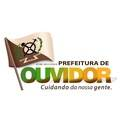 PREFEITURA DE
OUVIDOR
Cuidando da nossa gente.